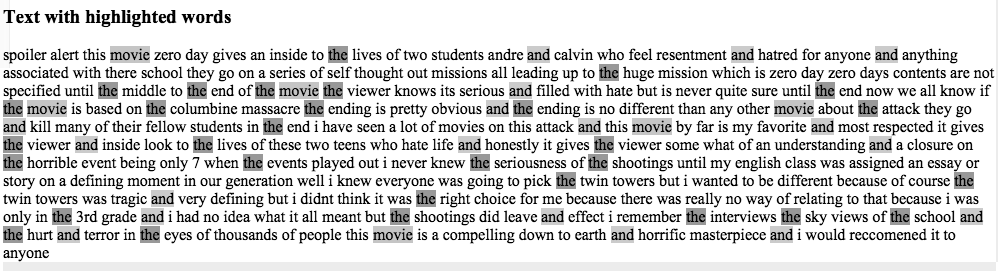 Text with highlighted words
spoiler alert this movie zero day gives an inside to the lives of two students andre and calvin who feel resentment and hatred for anyone and anything
associated with there school they go on a series of self thought out missions all leading up to the huge mission which is zero day zero days contents are not
specified until the middle to the end of the movie the viewer knows its serious and filled with hate but is never quite sure until the end now we all know if
the movie is based on the columbine massacre the ending is pretty obvious and the ending is no different than any other movie about the attack they go
and kill many of their fellow students in the end i have seen a lot of movies on this attack and this movie by far is my favorite and most respected it gives
the viewer and inside look to the lives of these two teens who hate life and honestly it gives the viewer some what of an understanding and a closure on
the horrible event being only 7 when the events played out i never knew the seriousness of the shootings until my english class was assigned an essay or
story on a defining moment in our generation well i knew everyone was going to pick the twin towers but i wanted to be different because of course the
twin towers was tragic and very defining but i didnt think it was the right choice for me because there was really no way of relating to that because i was
only in the 3rd grade and i had no idea what it all meant but the shootings did leave and effect i remember the interviews the sky views of the school and
the hurt and terror in the eyes of thousands of people this movie is a compelling down to earth and horrific masterpiece and i would reccomened it to
anyone